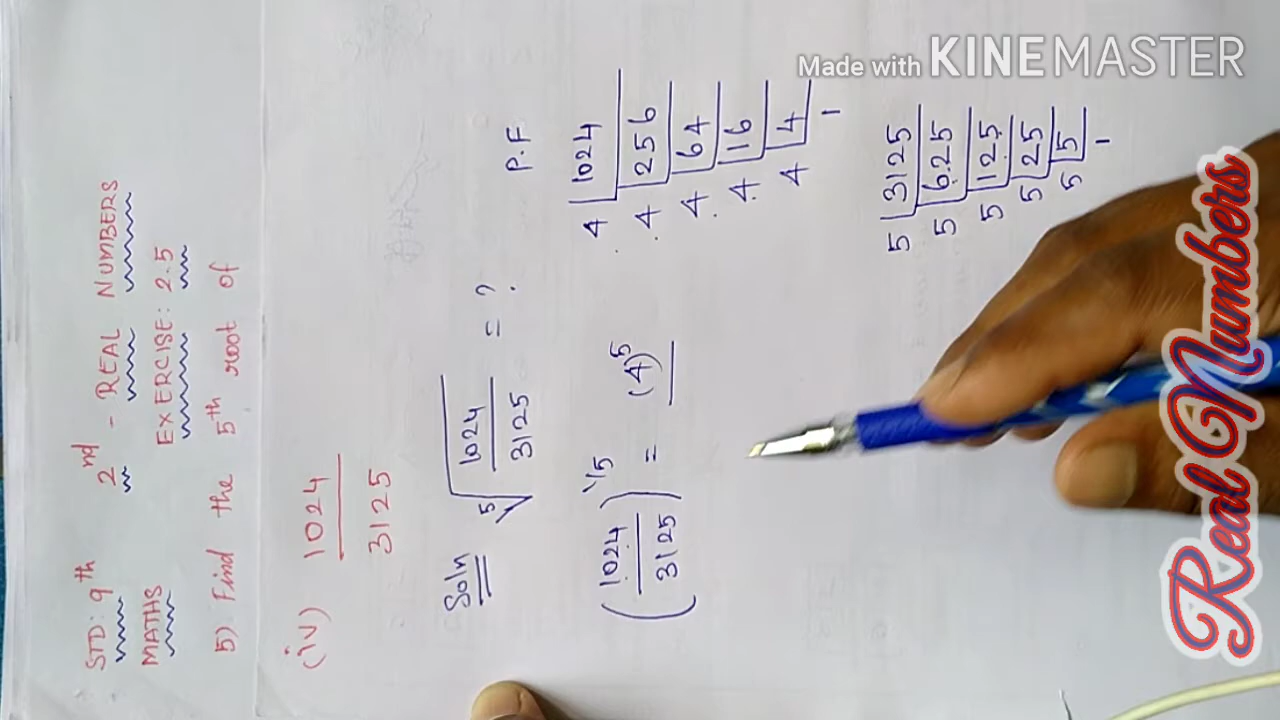 STD: 9th 2nd - REAL NUMBERS
MATHS EXERCISE: 2.5
5) Find the 5th root of
(iv) 1024
3125
Soln 5√1024/3125 = ?
P.F
(1024/3125)^1/5 = (4)^5
4 | 1024
4 | 256
4 | 64
4 | 16
4 | 4
1
5 | 3125
5 | 625
5 | 125
5 | 25
5 | 5
1
Made with KINEMASTER
Real Numbers